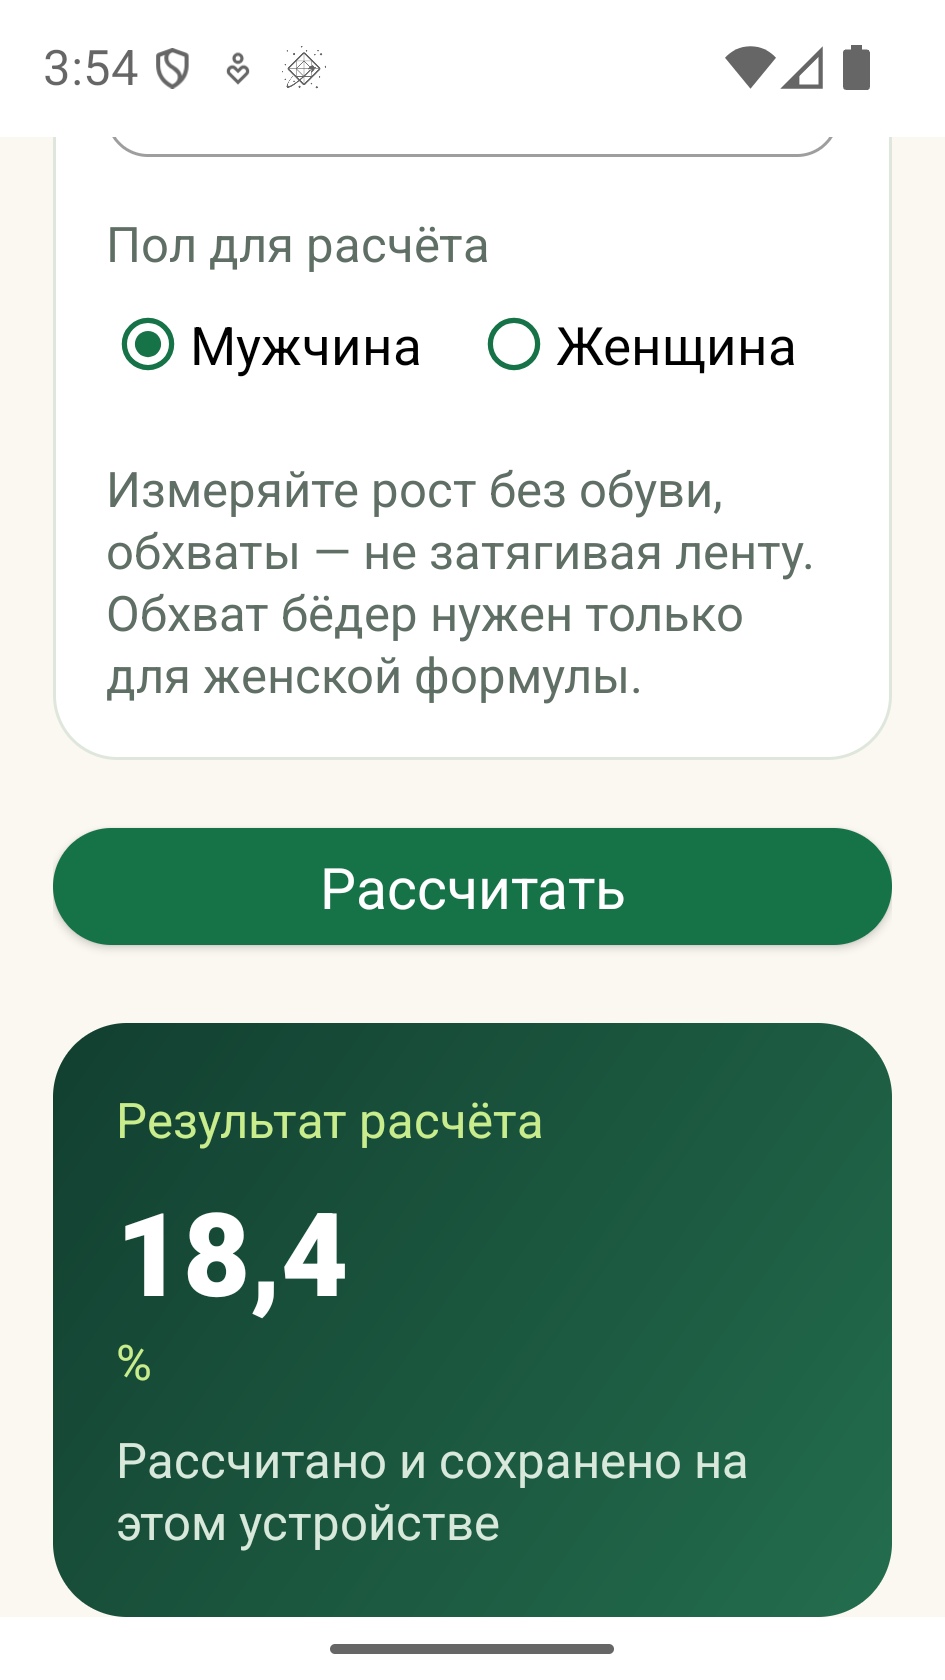 3:54
Пол для расчёта
Мужчина
Женщина
Измеряйте рост без обуви,
обхваты — не затягивая ленту.
Обхват бёдер нужен только
для женской формулы.
Рассчитать
Результат расчёта
18,4
%
Рассчитано и сохранено на
этом устройстве